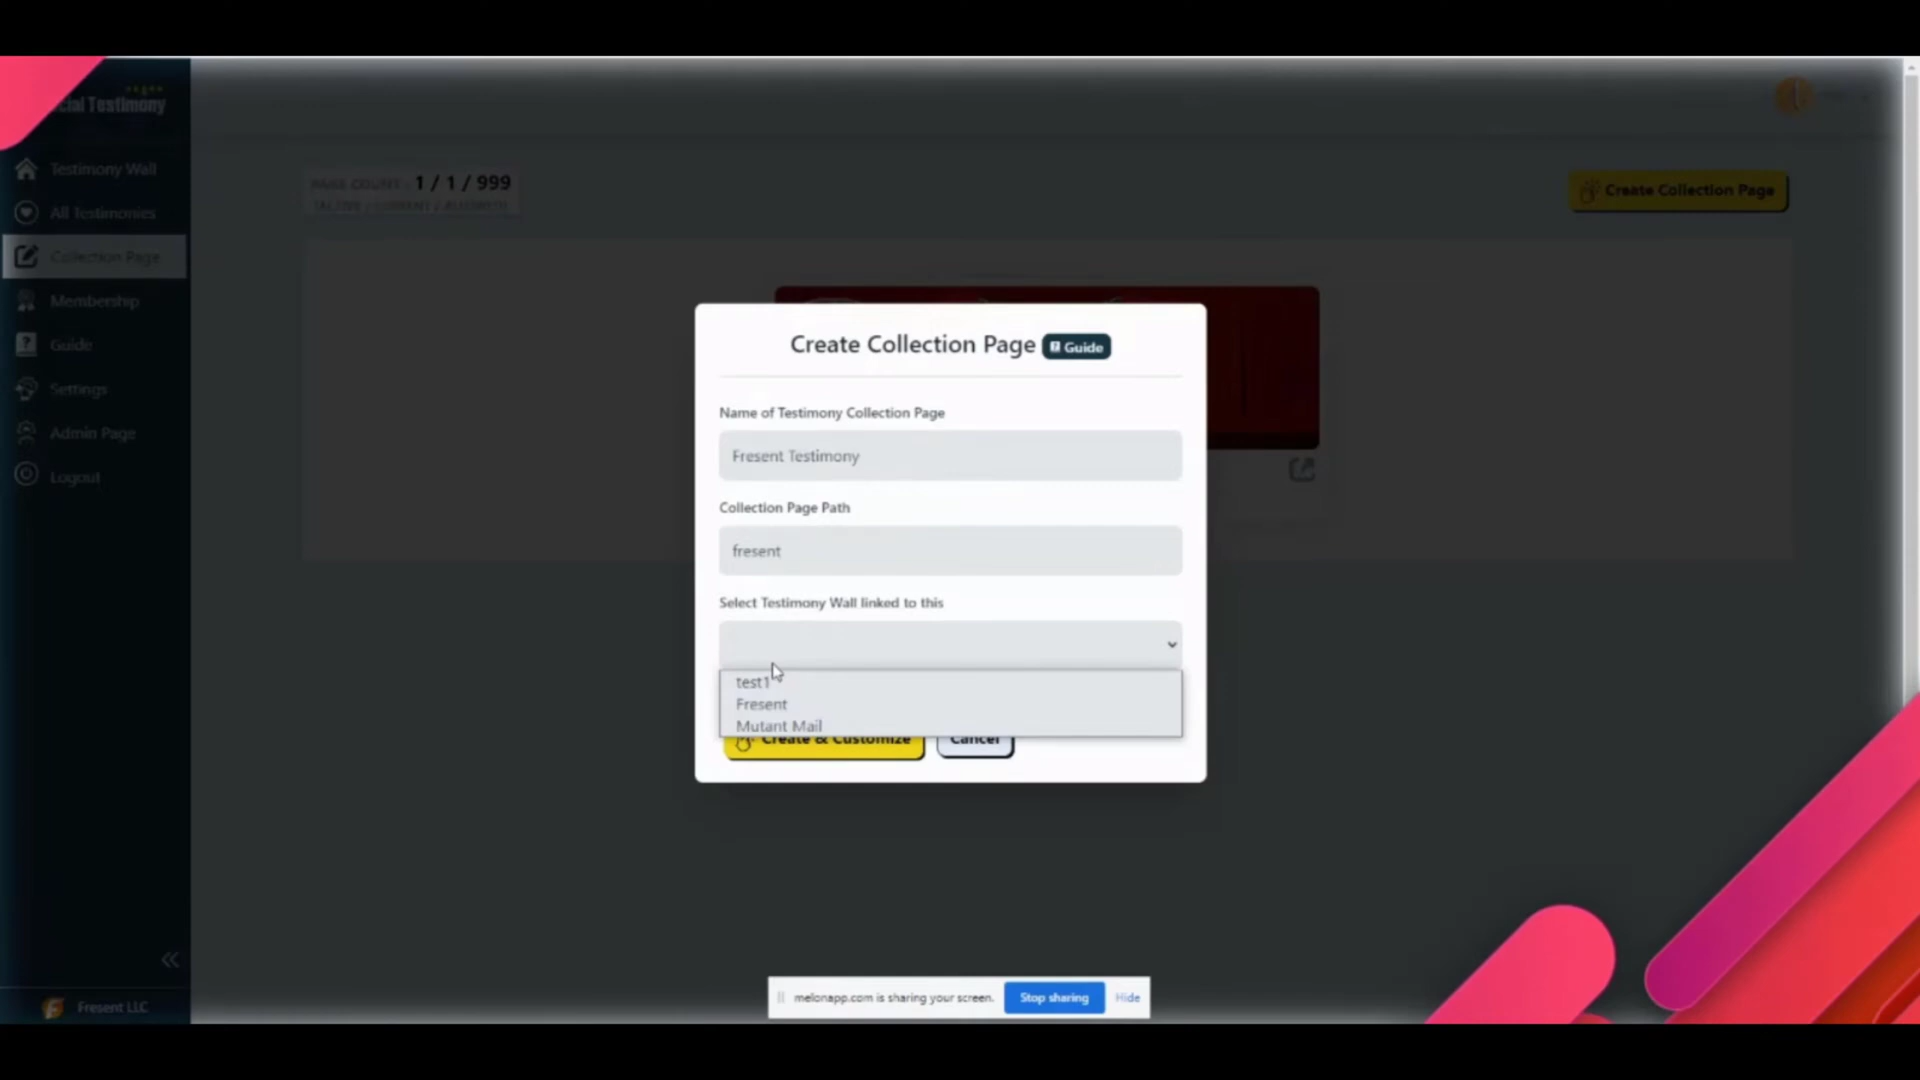 cial Testimony
Testimony Wall
All Testimonies
Collection Page
Membership
Guide
Settings
Admin Page
Logout
Fresent LLC
PAGE COUNT : 1 / 1 / 999
Create Collection Page
Create Collection Page Guide
Name of Testimony Collection Page
Fresent Testimony
Collection Page Path
fresent
Select Testimony Wall linked to this
test1
Fresent
Mutant Mail
Create & Customize
Cancel
melonapp.com is sharing your screen.
Stop sharing
Hide